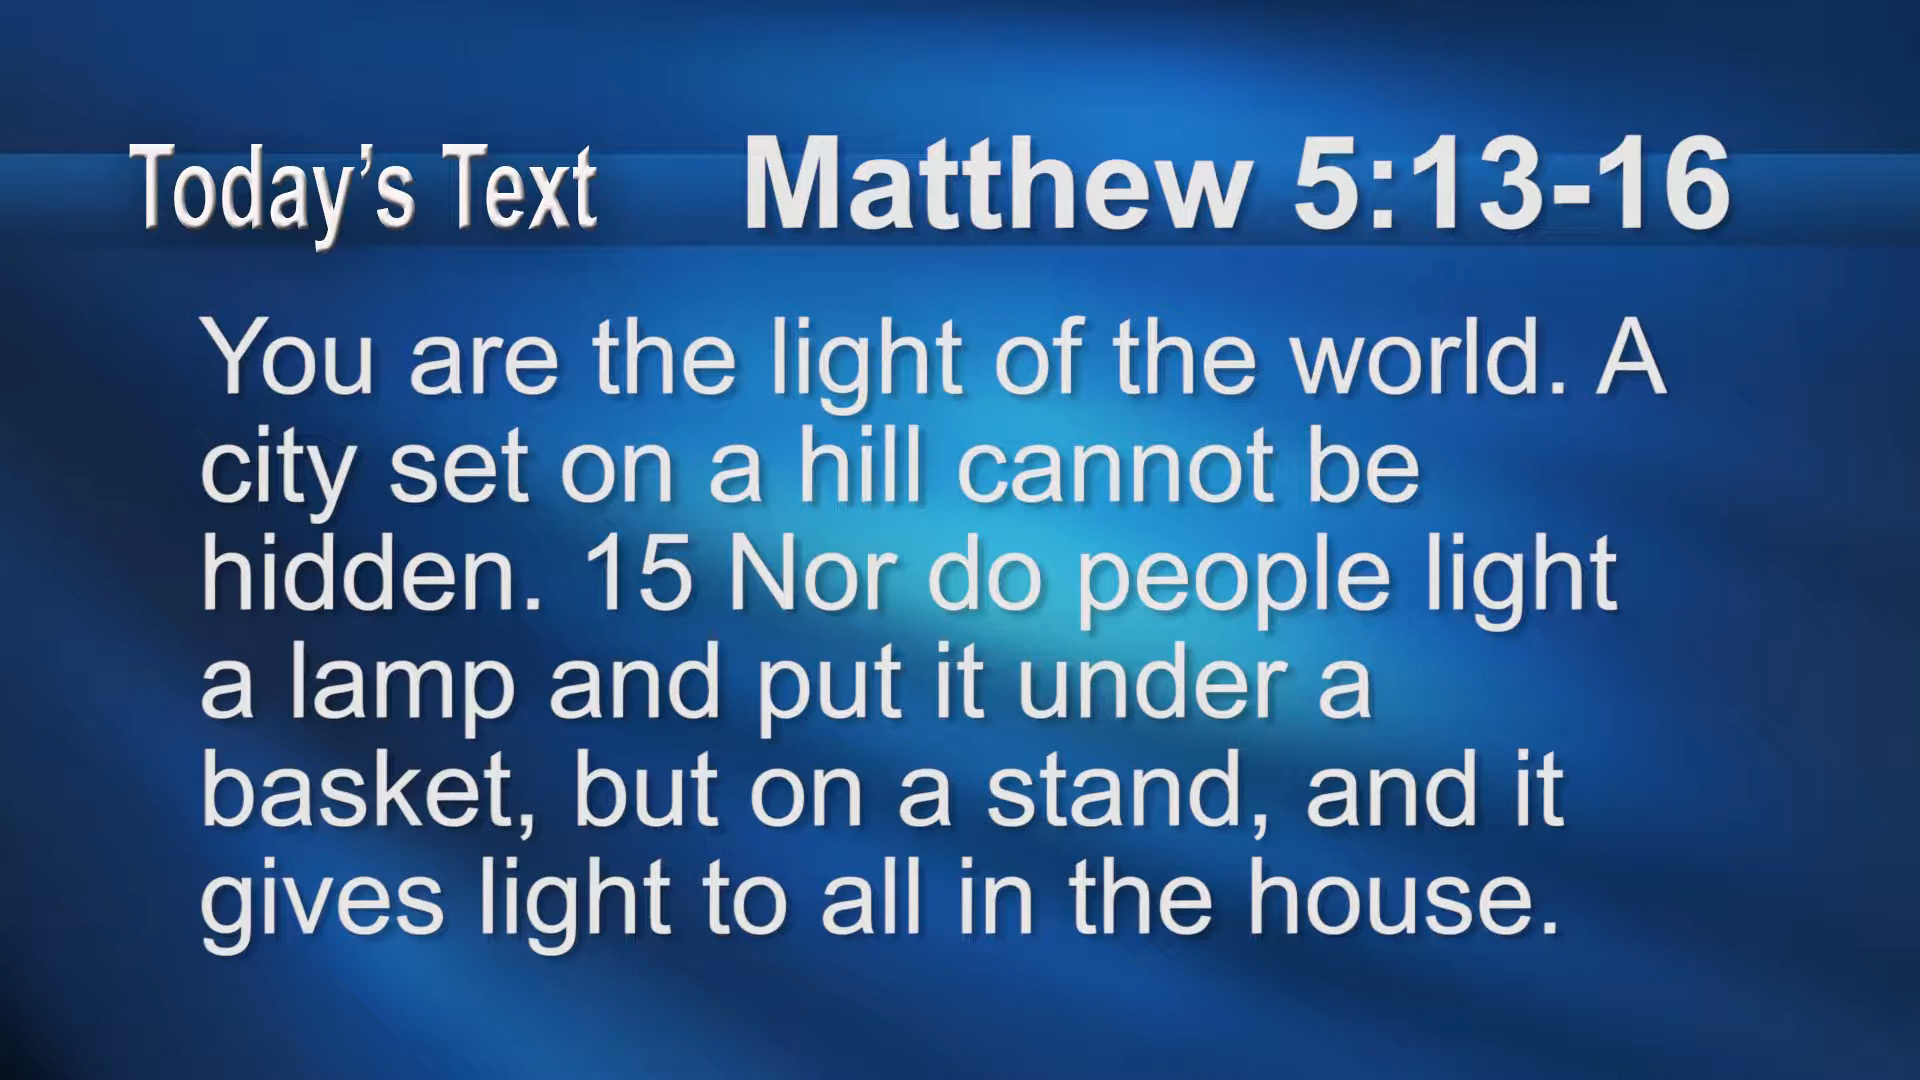 Today's Text Matthew 5:13-16
You are the light of the world. A
city set on a hill cannot be
hidden. 15 Nor do people light
a lamp and put it under a
basket, but on a stand, and it
gives light to all in the house.